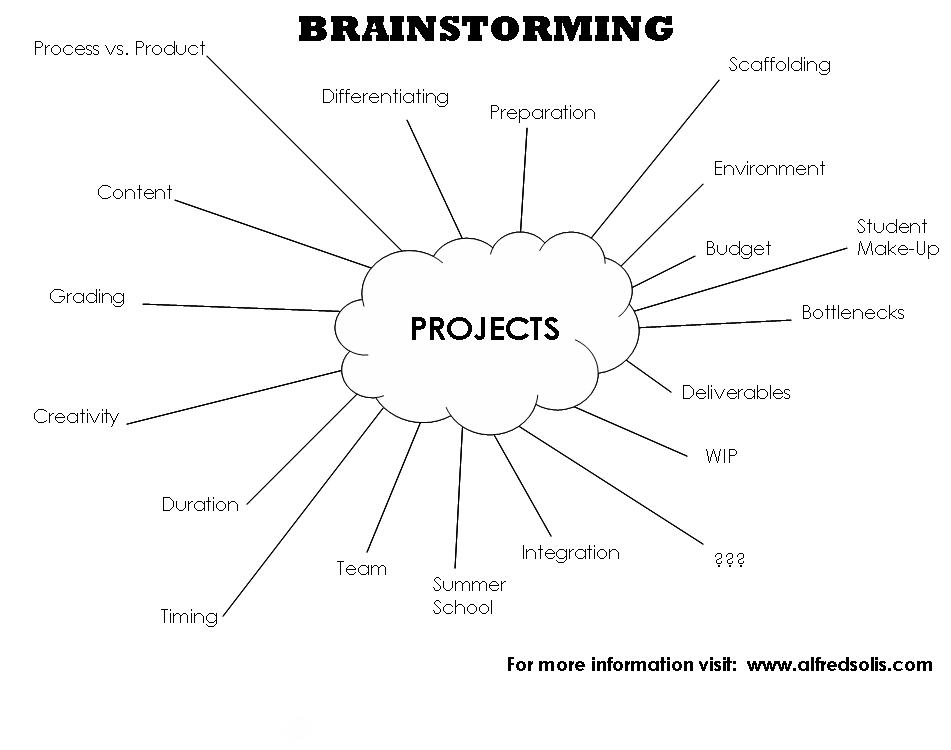 BRAINSTORMING
Process vs. Product
Scaffolding
Differentiating
Preparation
Environment
Content
Student
Make-Up
Budget
Grading
Bottlenecks
PROJECTS
Deliverables
Creativity
WIP
Duration
Integration
???
Team
Summer
School
Timing
For more information visit: www.alfredsolis.com